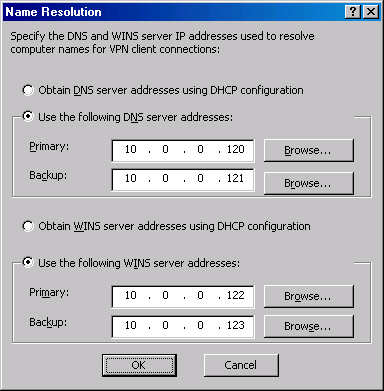 Name Resolution
Specify the DNS and WINS server IP addresses used to resolve
computer names for VPN client connections:
Obtain DNS server addresses using DHCP configuration
Use the following DNS server addresses:
Primary: 10 . 0 . 0 . 120 Browse...
Backup: 10 . 0 . 0 . 121 Browse...
Obtain WINS server addresses using DHCP configuration
Use the following WINS server addresses:
Primary: 10 . 0 . 0 . 122 Browse...
Backup: 10 . 0 . 0 . 123 Browse...
OK Cancel